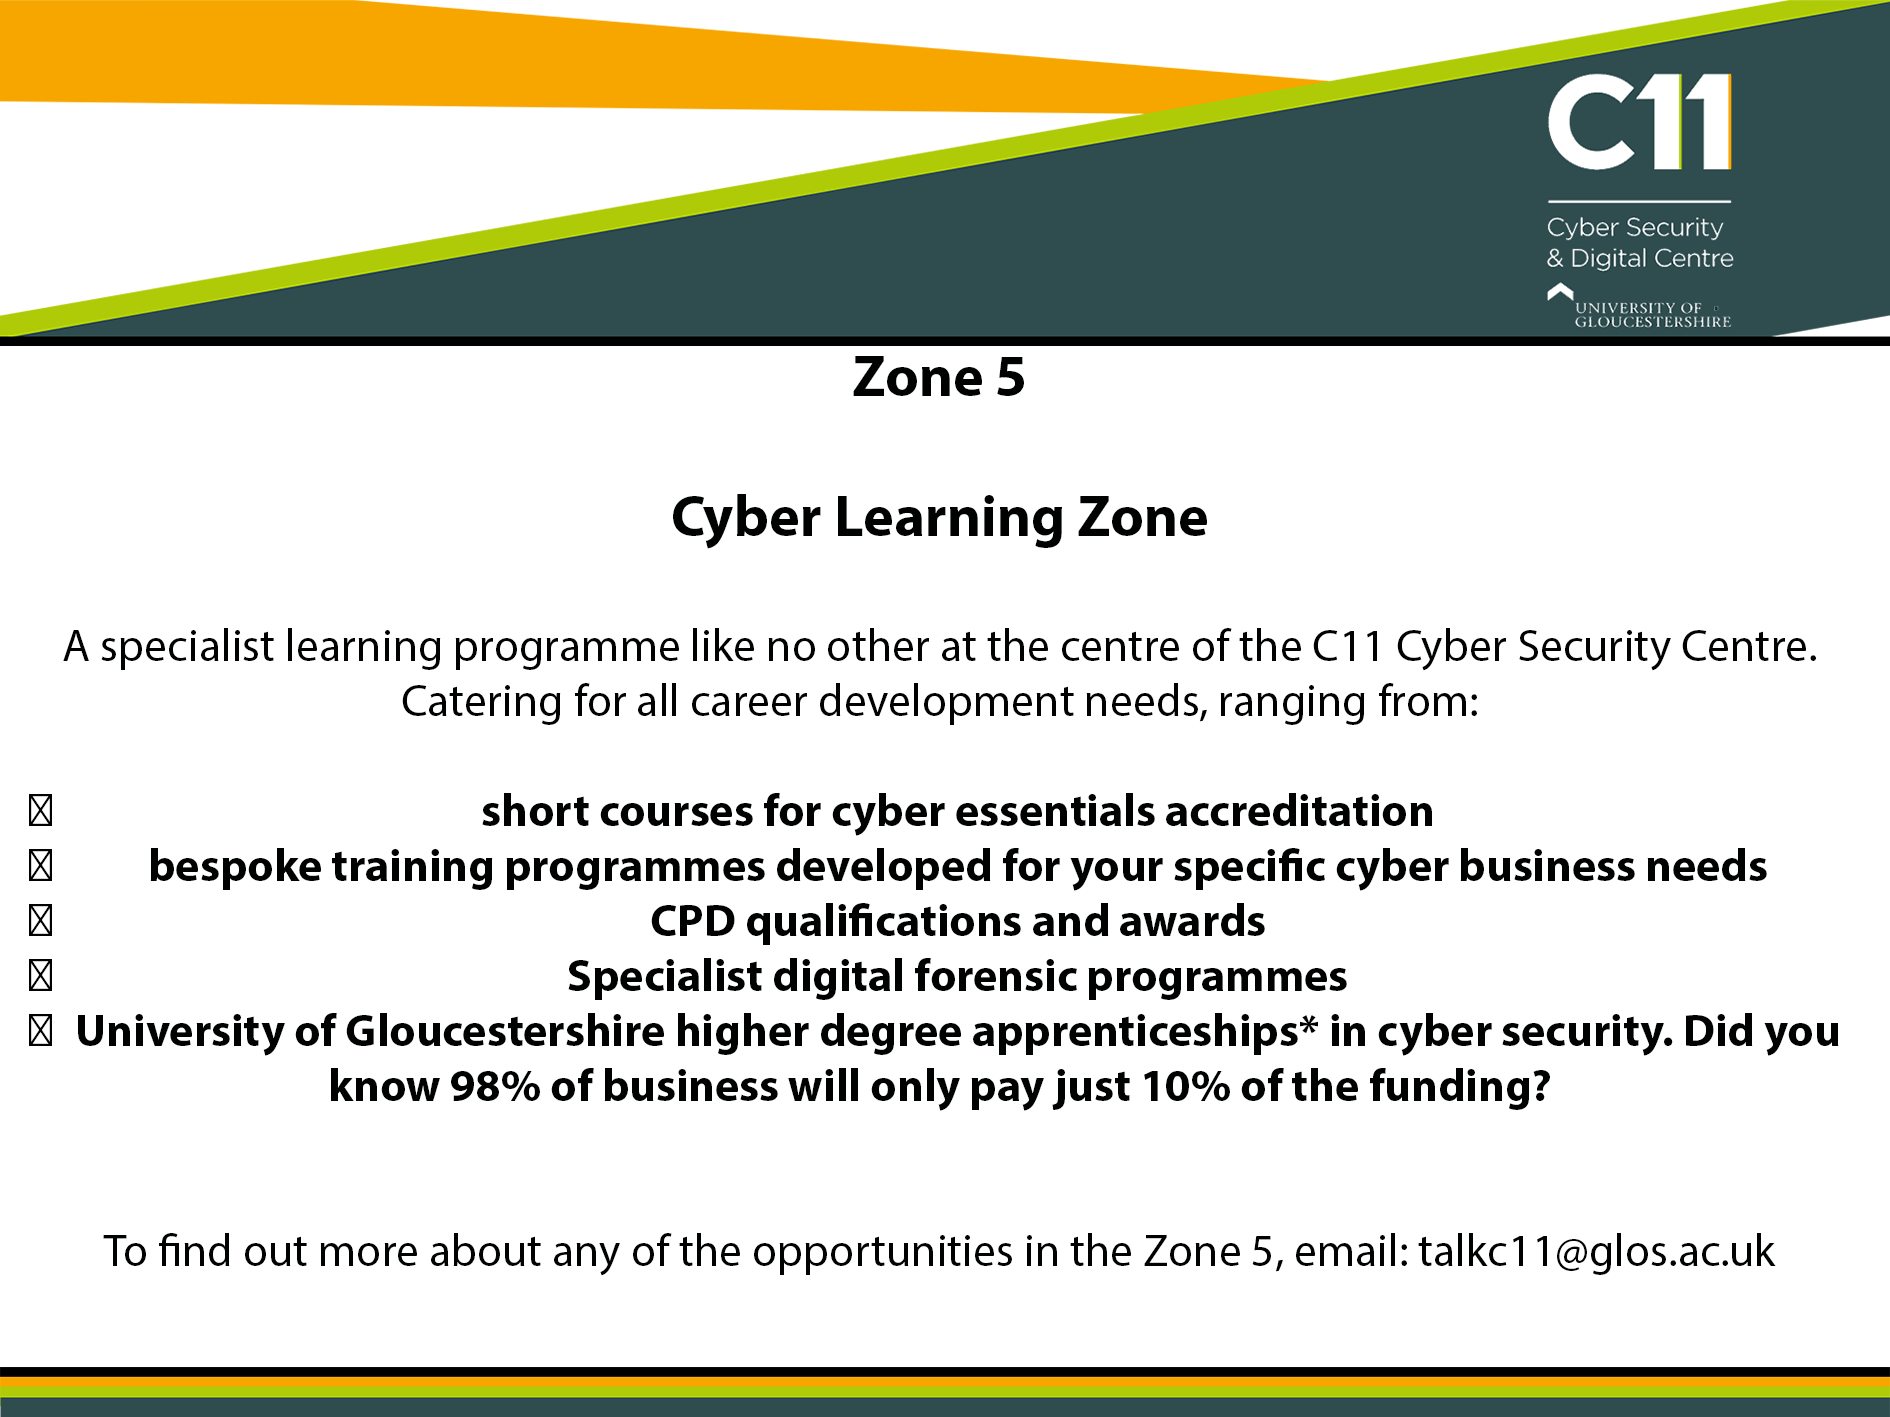 C11
Cyber Security
& Digital Centre
UNIVERSITY OF
GLOUCESTERSHIRE
Zone 5
Cyber Learning Zone
A specialist learning programme like no other at the centre of the C11 Cyber Security Centre.
Catering for all career development needs, ranging from:
short courses for cyber essentials accreditation
bespoke training programmes developed for your specific cyber business needs
CPD qualifications and awards
Specialist digital forensic programmes
University of Gloucestershire higher degree apprenticeships* in cyber security. Did you
know 98% of business will only pay just 10% of the funding?
To find out more about any of the opportunities in the Zone 5, email: talkc11@glos.ac.uk